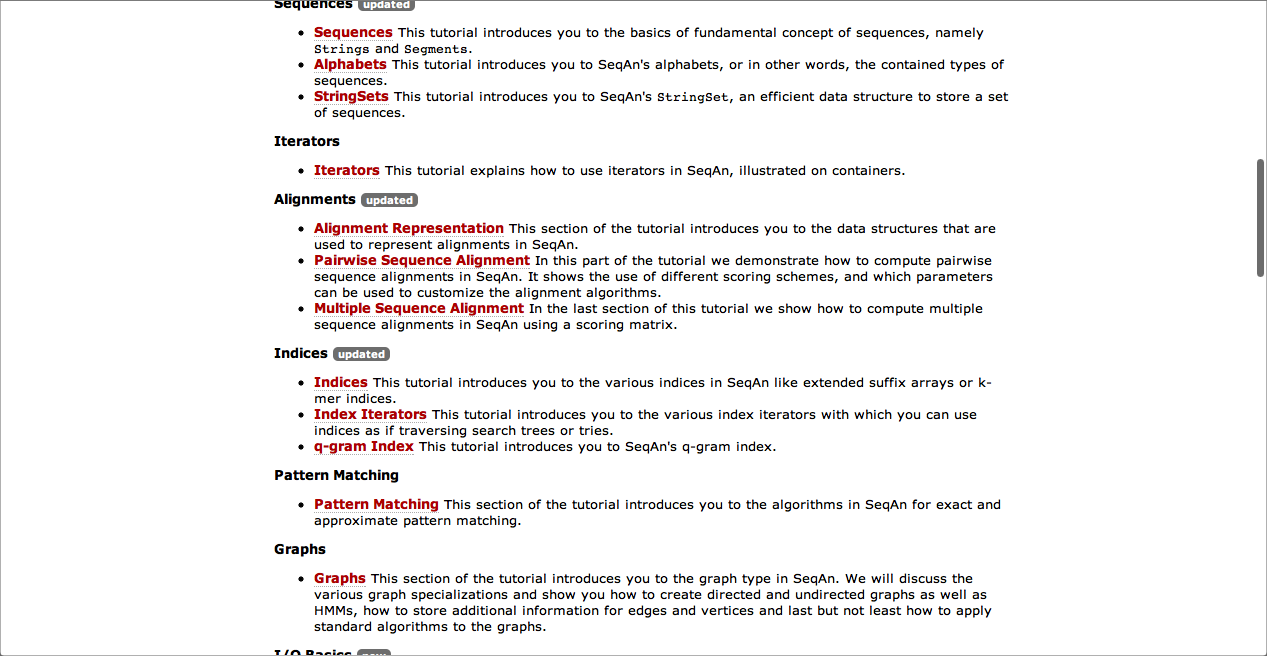 Sequences updated
• Sequences This tutorial introduces you to the basics of fundamental concept of sequences, namely
Strings and Segments.
• Alphabets This tutorial introduces you to SeqAn's alphabets, or in other words, the contained types of
sequences.
• StringSets This tutorial introduces you to SeqAn's StringSet, an efficient data structure to store a set
of sequences.
Iterators
• Iterators This tutorial explains how to use iterators in SeqAn, illustrated on containers.
Alignments updated
• Alignment Representation This section of the tutorial introduces you to the data structures that are
used to represent alignments in SeqAn.
• Pairwise Sequence Alignment In this part of the tutorial we demonstrate how to compute pairwise
sequence alignments in SeqAn. It shows the use of different scoring schemes, and which parameters
can be used to customize the alignment algorithms.
• Multiple Sequence Alignment In the last section of this tutorial we show how to compute multiple
sequence alignments in SeqAn using a scoring matrix.
Indices updated
• Indices This tutorial introduces you to the various indices in SeqAn like extended suffix arrays or k-
mer indices.
• Index Iterators This tutorial introduces you to the various index iterators with which you can use
indices as if traversing search trees or tries.
• q-gram Index This tutorial introduces you to SeqAn's q-gram index.
Pattern Matching
• Pattern Matching This section of the tutorial introduces you to the algorithms in SeqAn for exact and
approximate pattern matching.
Graphs
• Graphs This section of the tutorial introduces you to the graph type in SeqAn. We will discuss the
various graph specializations and show you how to create directed and undirected graphs as well as
HMMs, how to store additional information for edges and vertices and last but not least how to apply
standard algorithms to the graphs.
I/O Basics